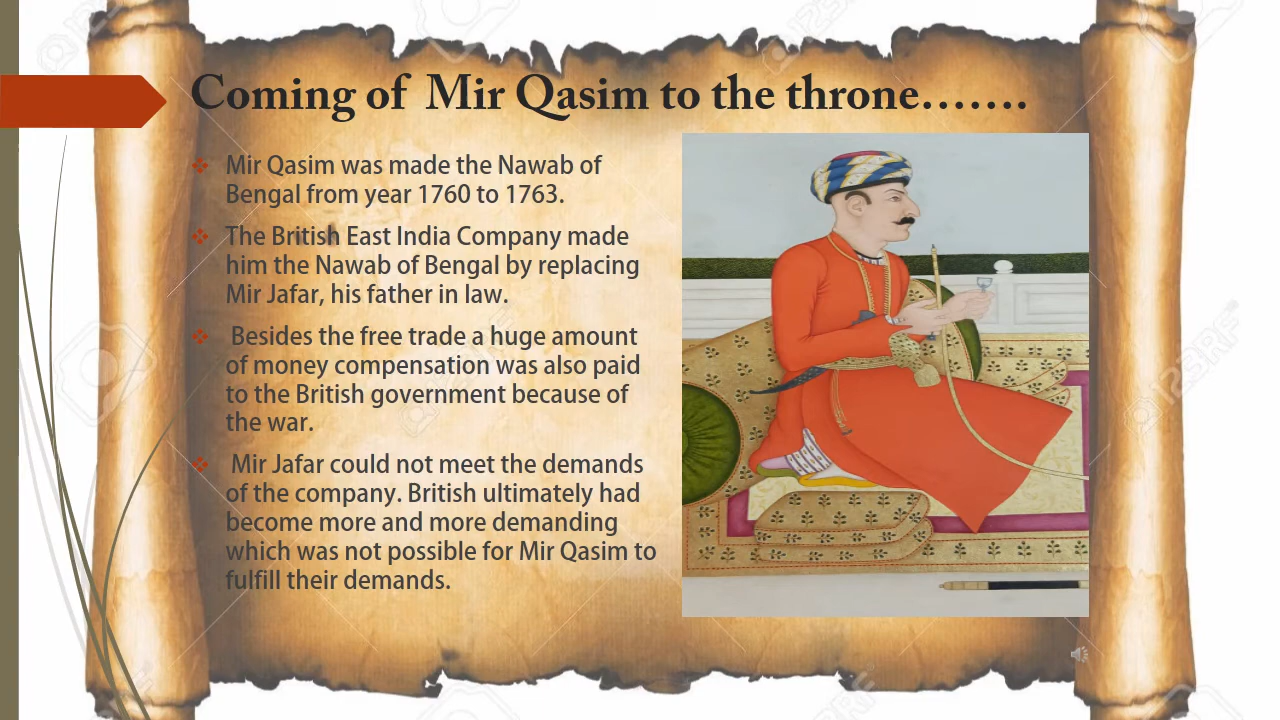 Coming of Mir Qasim to the throne…….
Mir Qasim was made the Nawab of
Bengal from year 1760 to 1763.
The British East India Company made
him the Nawab of Bengal by replacing
Mir Jafar, his father in law.
Besides the free trade a huge amount
of money compensation was also paid
to the British government because of
the war.
Mir Jafar could not meet the demands
of the company. British ultimately had
become more and more demanding
which was not possible for Mir Qasim to
fulfill their demands.
123RF
123RF